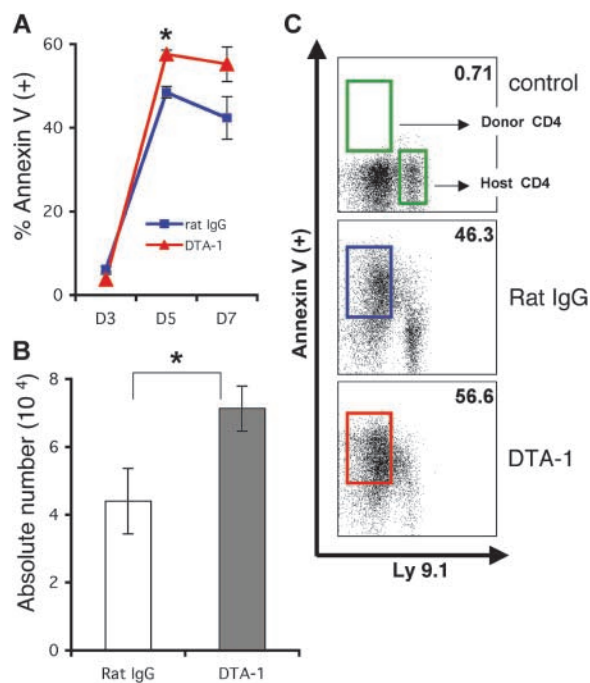 A
60
40
20
0
% Annexin V (+)
*
rat IgG
DTA-1
D3 D5 D7
B
8
6
4
2
0
Absolute number (10 4)
*
Rat IgG DTA-1
C
Annexin V (+)
0.71
control
Donor CD4
Host CD4
46.3
Rat IgG
56.6
DTA-1
Ly 9.1